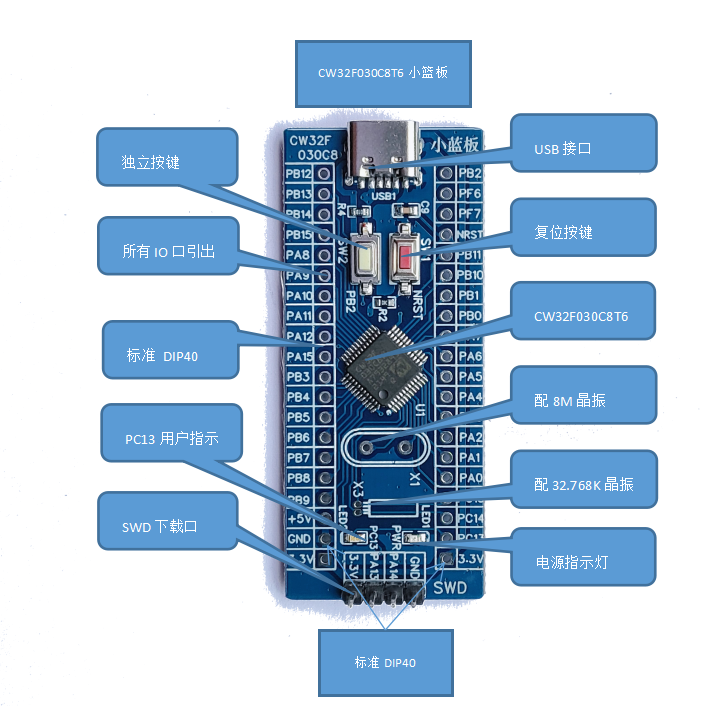 CW32F030C8T6 小蓝板
独立按键
所有 IO 口引出
标准 DIP40
PC13 用户指示
SWD 下载口
USB 接口
复位按键
CW32F030C8T6
配 8M 晶振
配 32.768K 晶振
电源指示灯
标准 DIP40
CW32F
030C8
小蓝板
USB1
PB12
PB13
PB14
PB15
PA8
PA9
PA10
PA11
PA12
PA15
PB3
PB4
PB5
PB6
PB7
PB8
PB9
+5V
GND
3.3V
PB2
PF6
PF7
NRST
PB11
PB10
PB1
PB0
PA6
PA5
PA4
PA2
PA1
PA0
PC14
PC13
3.3V
R4
C9
SW2
SW1
PB2
NRST
R2
U1
X1
X3
LED1
PC13
PWR
3.3V
PA13
PA14
GND
SWD